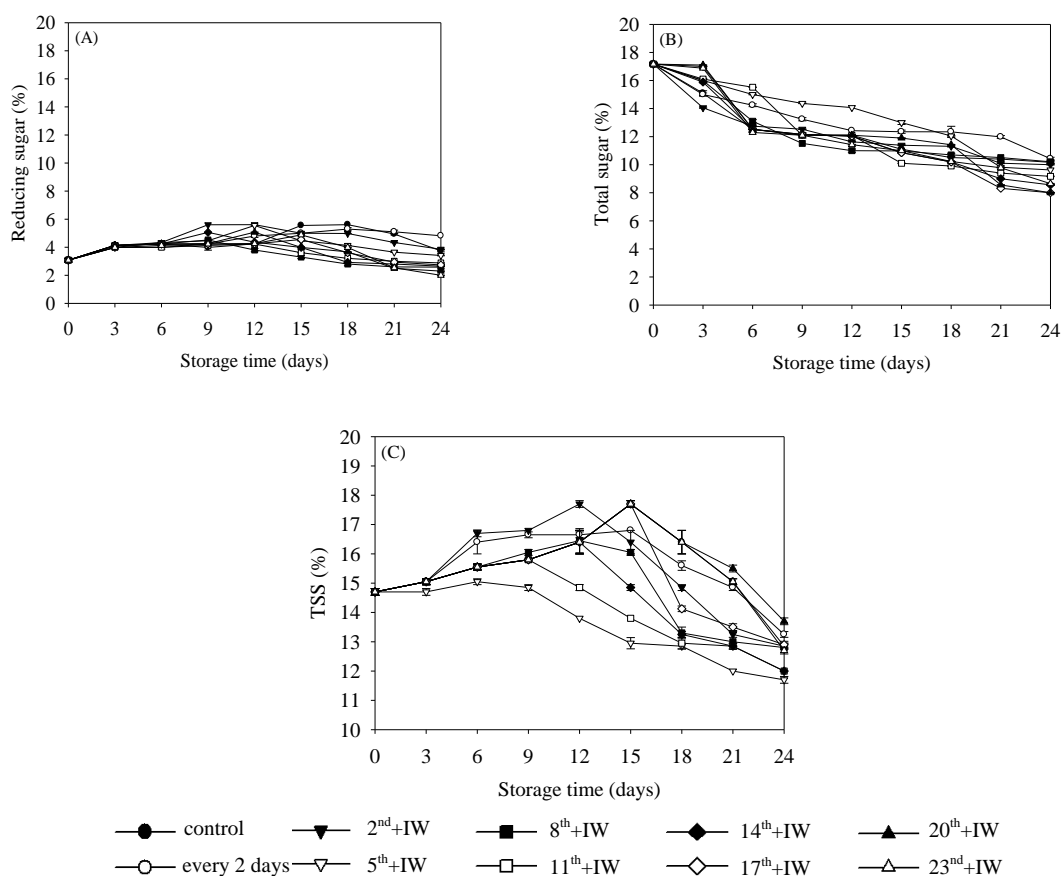 (A)
Reducing sugar (%)
20
18
16
14
12
10
8
6
4
2
0
0 3 6 9 12 15 18 21 24
Storage time (days)
(B)
Total sugar (%)
20
18
16
14
12
10
8
6
4
2
0
0 3 6 9 12 15 18 21 24
Storage time (days)
(C)
TSS (%)
20
19
18
17
16
15
14
13
12
11
10
0 3 6 9 12 15 18 21 24
Storage time (days)
control 2nd+IW 8th+IW 14th+IW 20th+IW
every 2 days 5th+IW 11th+IW 17th+IW 23nd+IW